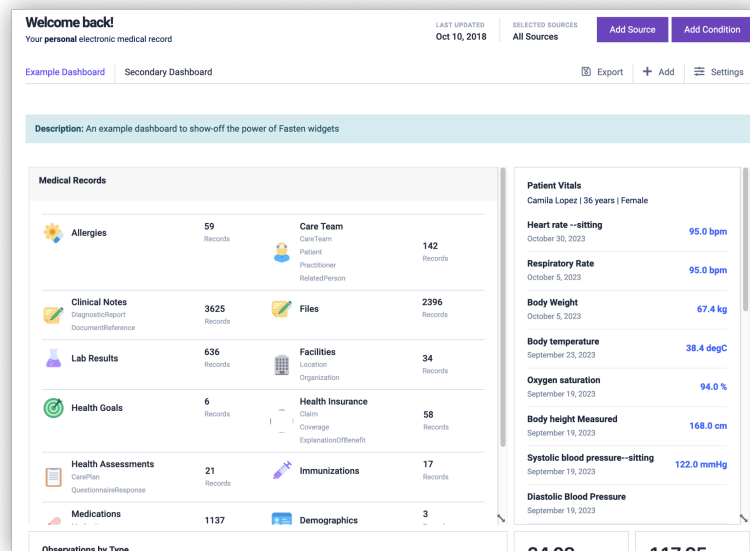 Welcome back!
Your personal electronic medical record
LAST UPDATED
Oct 10, 2018
SELECTED SOURCES
All Sources
Add Source
Add Condition
Example Dashboard
Secondary Dashboard
Export
Add
Settings
Description: An example dashboard to show-off the power of Fasten widgets
Medical Records
Allergies
59
Records
Care Team
CareTeam
Patient
Practitioner
RelatedPerson
142
Records
Clinical Notes
DiagnosticReport
DocumentReference
3625
Records
Files
2396
Records
Lab Results
636
Records
Facilities
Location
Organization
34
Records
Health Goals
6
Records
Health Insurance
Claim
Coverage
ExplanationOfBenefit
58
Records
Health Assessments
CarePlan
QuestionnaireResponse
21
Records
Immunizations
17
Records
Medications
1137
Demographics
3
Patient Vitals
Camila Lopez | 36 years | Female
Heart rate --sitting
October 30, 2023
95.0 bpm
Respiratory Rate
October 5, 2023
95.0 bpm
Body Weight
October 5, 2023
67.4 kg
Body temperature
September 23, 2023
38.4 degC
Oxygen saturation
September 19, 2023
94.0 %
Body height Measured
September 19, 2023
168.0 cm
Systolic blood pressure--sitting
September 19, 2023
122.0 mmHg
Diastolic Blood Pressure
September 19, 2023
Observations by Type